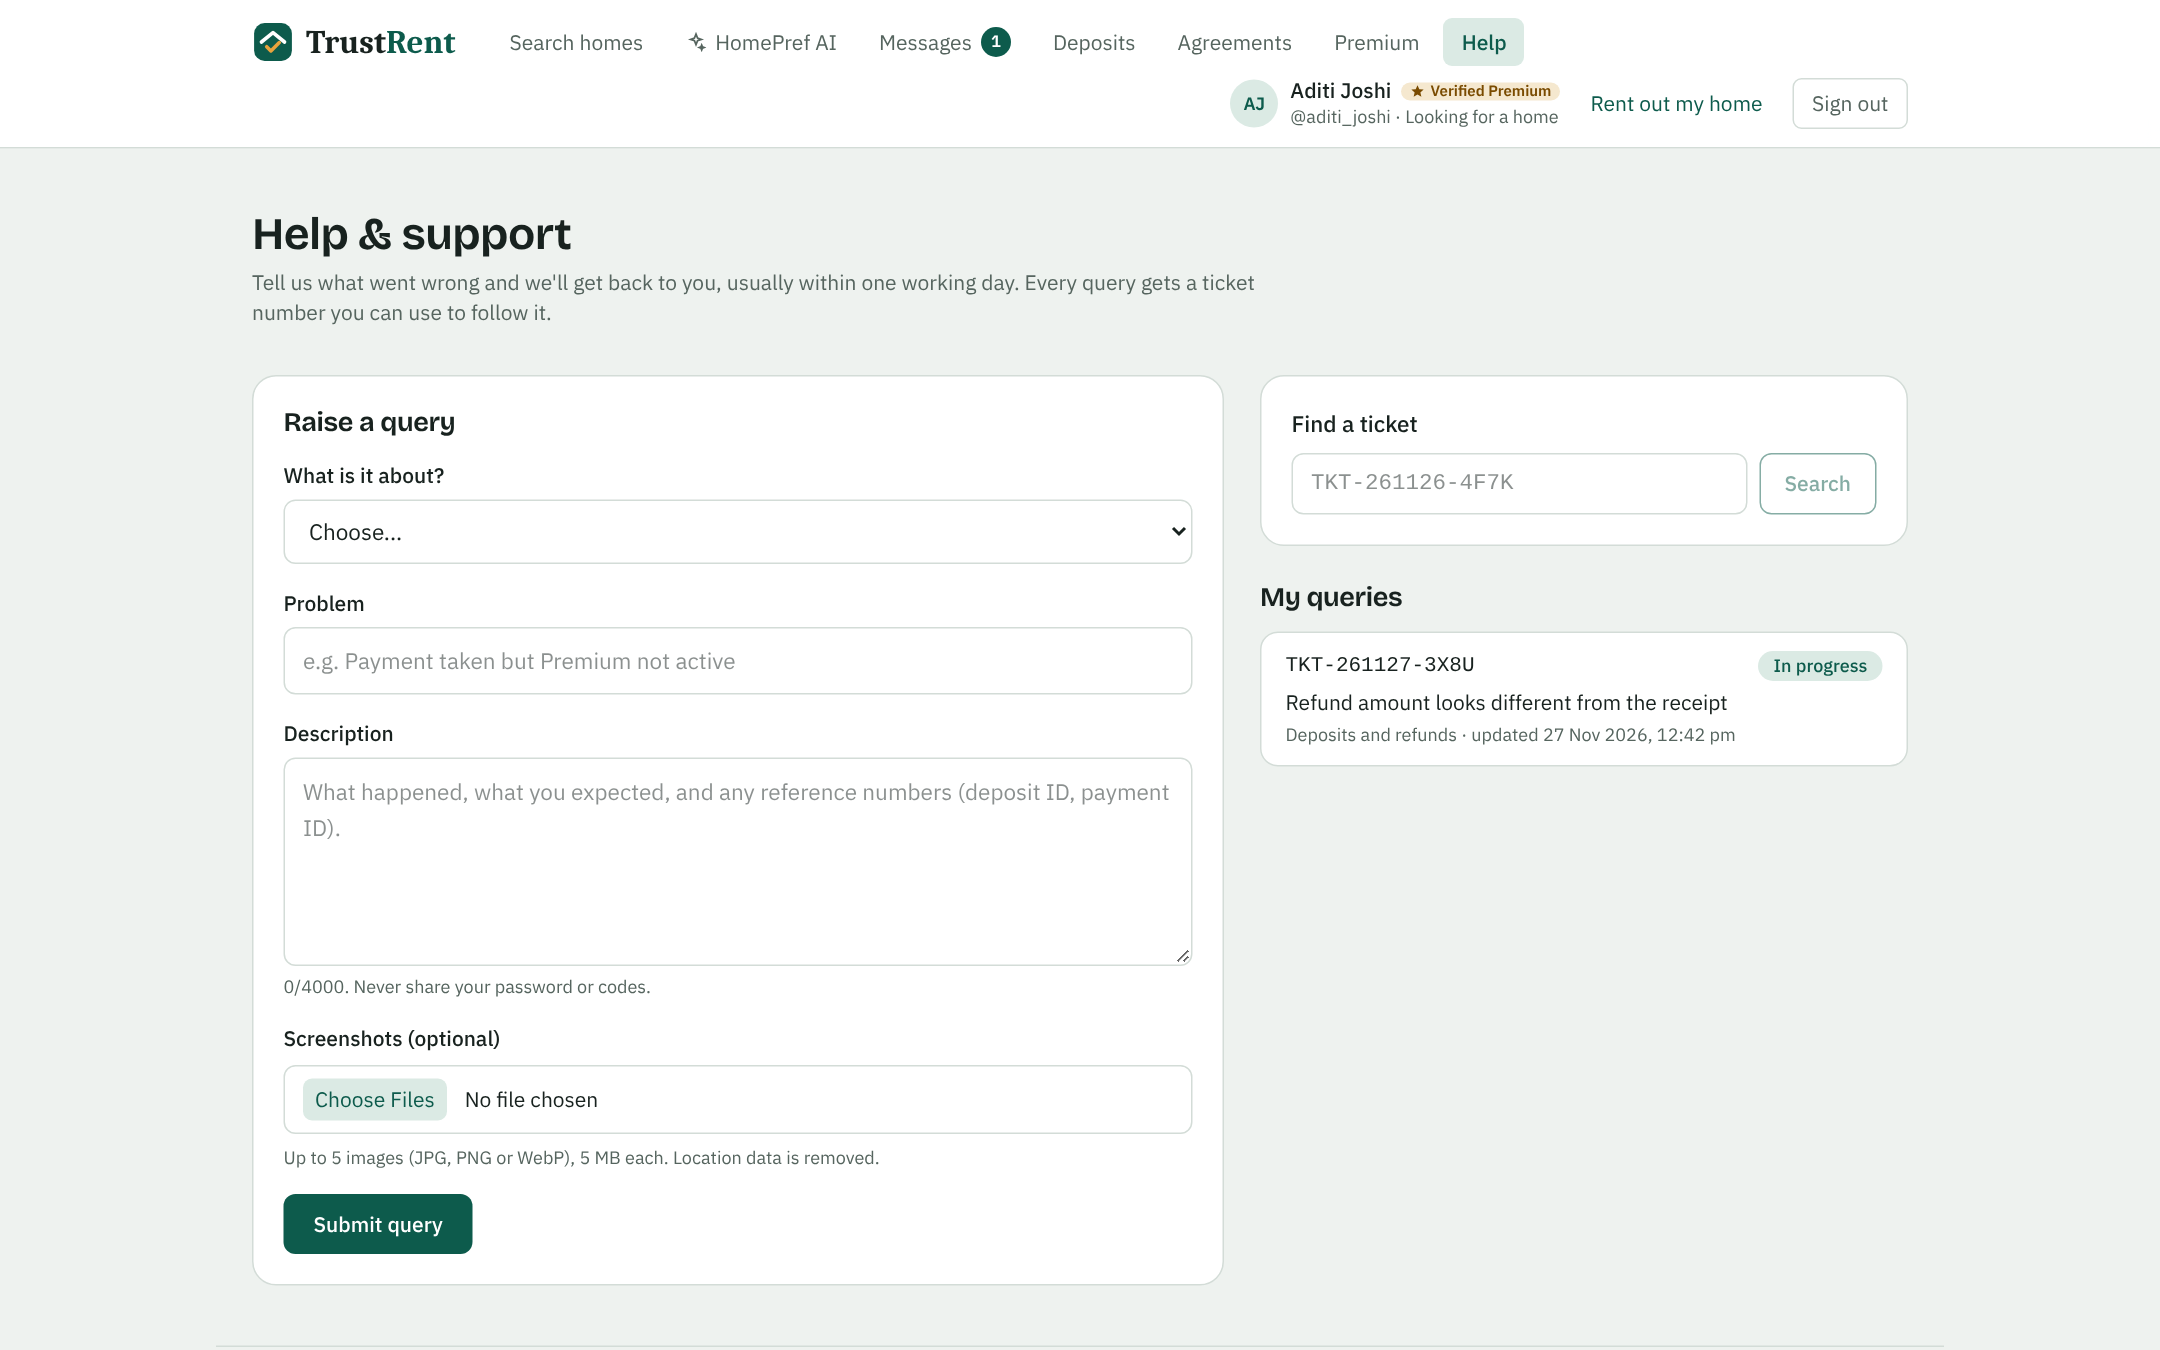 TrustRent
Search homes
HomePref AI
Messages 1
Deposits
Agreements
Premium
Help
AJ
Aditi Joshi
★ Verified Premium
@aditi_joshi · Looking for a home
Rent out my home
Sign out
Help & support
Tell us what went wrong and we'll get back to you, usually within one working day. Every query gets a ticket
number you can use to follow it.
Raise a query
What is it about?
Choose...
Problem
e.g. Payment taken but Premium not active
Description
What happened, what you expected, and any reference numbers (deposit ID, payment
ID).
0/4000. Never share your password or codes.
Screenshots (optional)
Choose Files No file chosen
Up to 5 images (JPG, PNG or WebP), 5 MB each. Location data is removed.
Submit query
Find a ticket
TKT-261126-4F7K
Search
My queries
TKT-261127-3X8U
In progress
Refund amount looks different from the receipt
Deposits and refunds · updated 27 Nov 2026, 12:42 pm